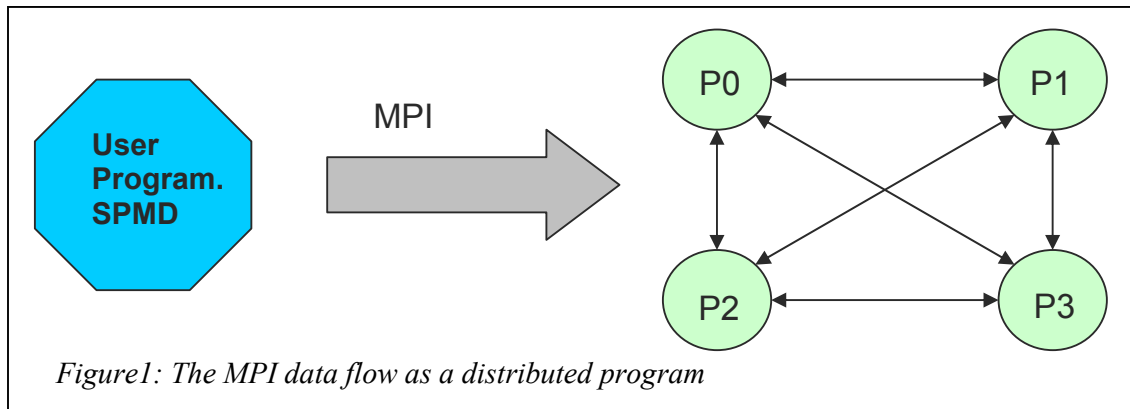 P0
P1
MPI
User
Program.
SPMD
P2
P3
Figure1: The MPI data flow as a distributed program